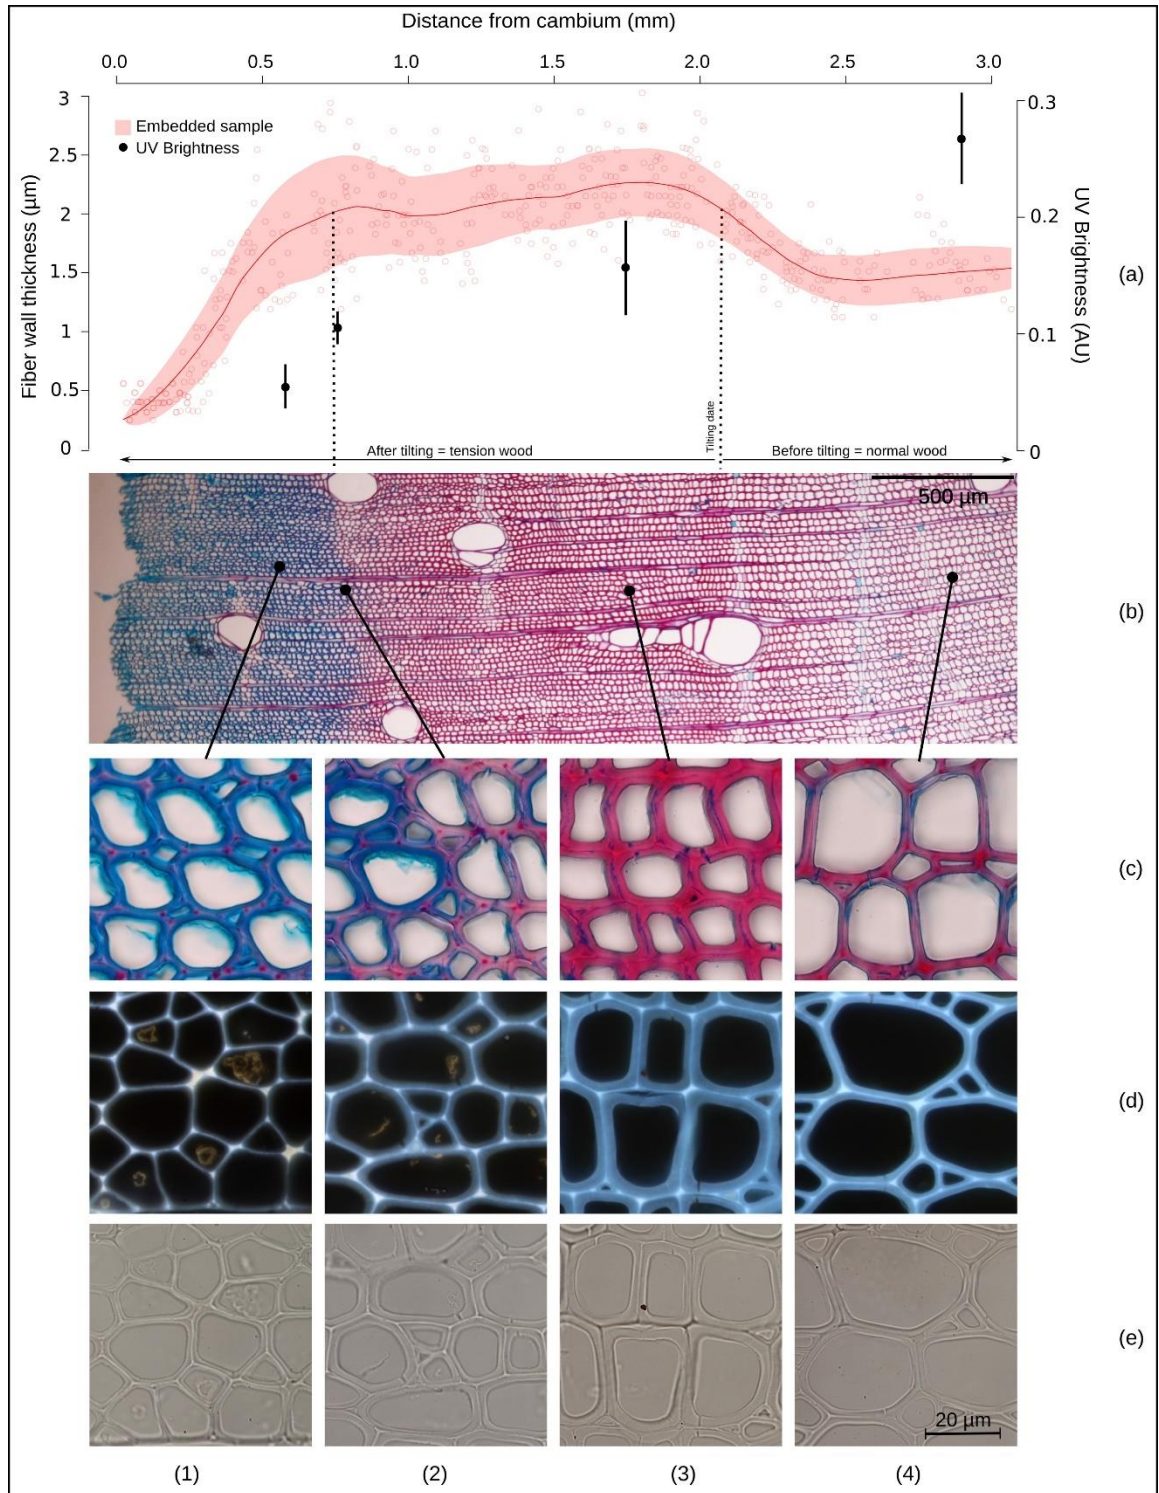 Distance from cambium (mm)
0.0 0.5 1.0 1.5 2.0 2.5 3.0
3
2.5
2
1.5
1
0.5
0
Fiber wall thickness (µm)
Embedded sample
UV Brightness
0.3
0.2
0.1
0
UV Brightness (AU)
(a)
Tilting date
After tilting = tension wood
Before tilting = normal wood
500 µm
(b)
(c)
(d)
(e)
20 µm
(1) (2) (3) (4)